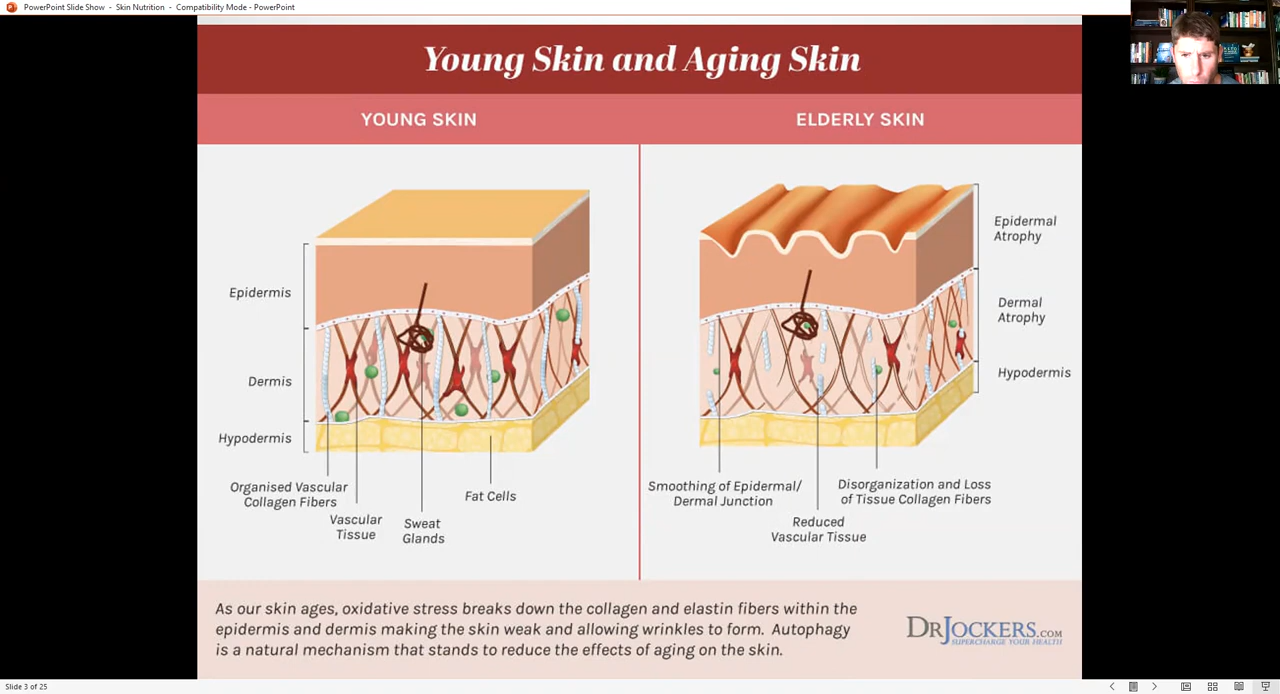 PowerPoint Slide Show - Skin Nutrition - Compatibility Mode - PowerPoint
Young Skin and Aging Skin
YOUNG SKIN
ELDERLY SKIN
Epidermis
Dermis
Hypodermis
Organised Vascular
Collagen Fibers
Vascular
Tissue
Sweat
Glands
Fat Cells
Epidermal
Atrophy
Dermal
Atrophy
Hypodermis
Smoothing of Epidermal/
Dermal Junction
Reduced
Vascular Tissue
Disorganization and Loss
of Tissue Collagen Fibers
As our skin ages, oxidative stress breaks down the collagen and elastin fibers within the
epidermis and dermis making the skin weak and allowing wrinkles to form. Autophagy
is a natural mechanism that stands to reduce the effects of aging on the skin.
DRJOCKERS.COM
SUPERCHARGE YOUR HEALTH
Slide 3 of 25